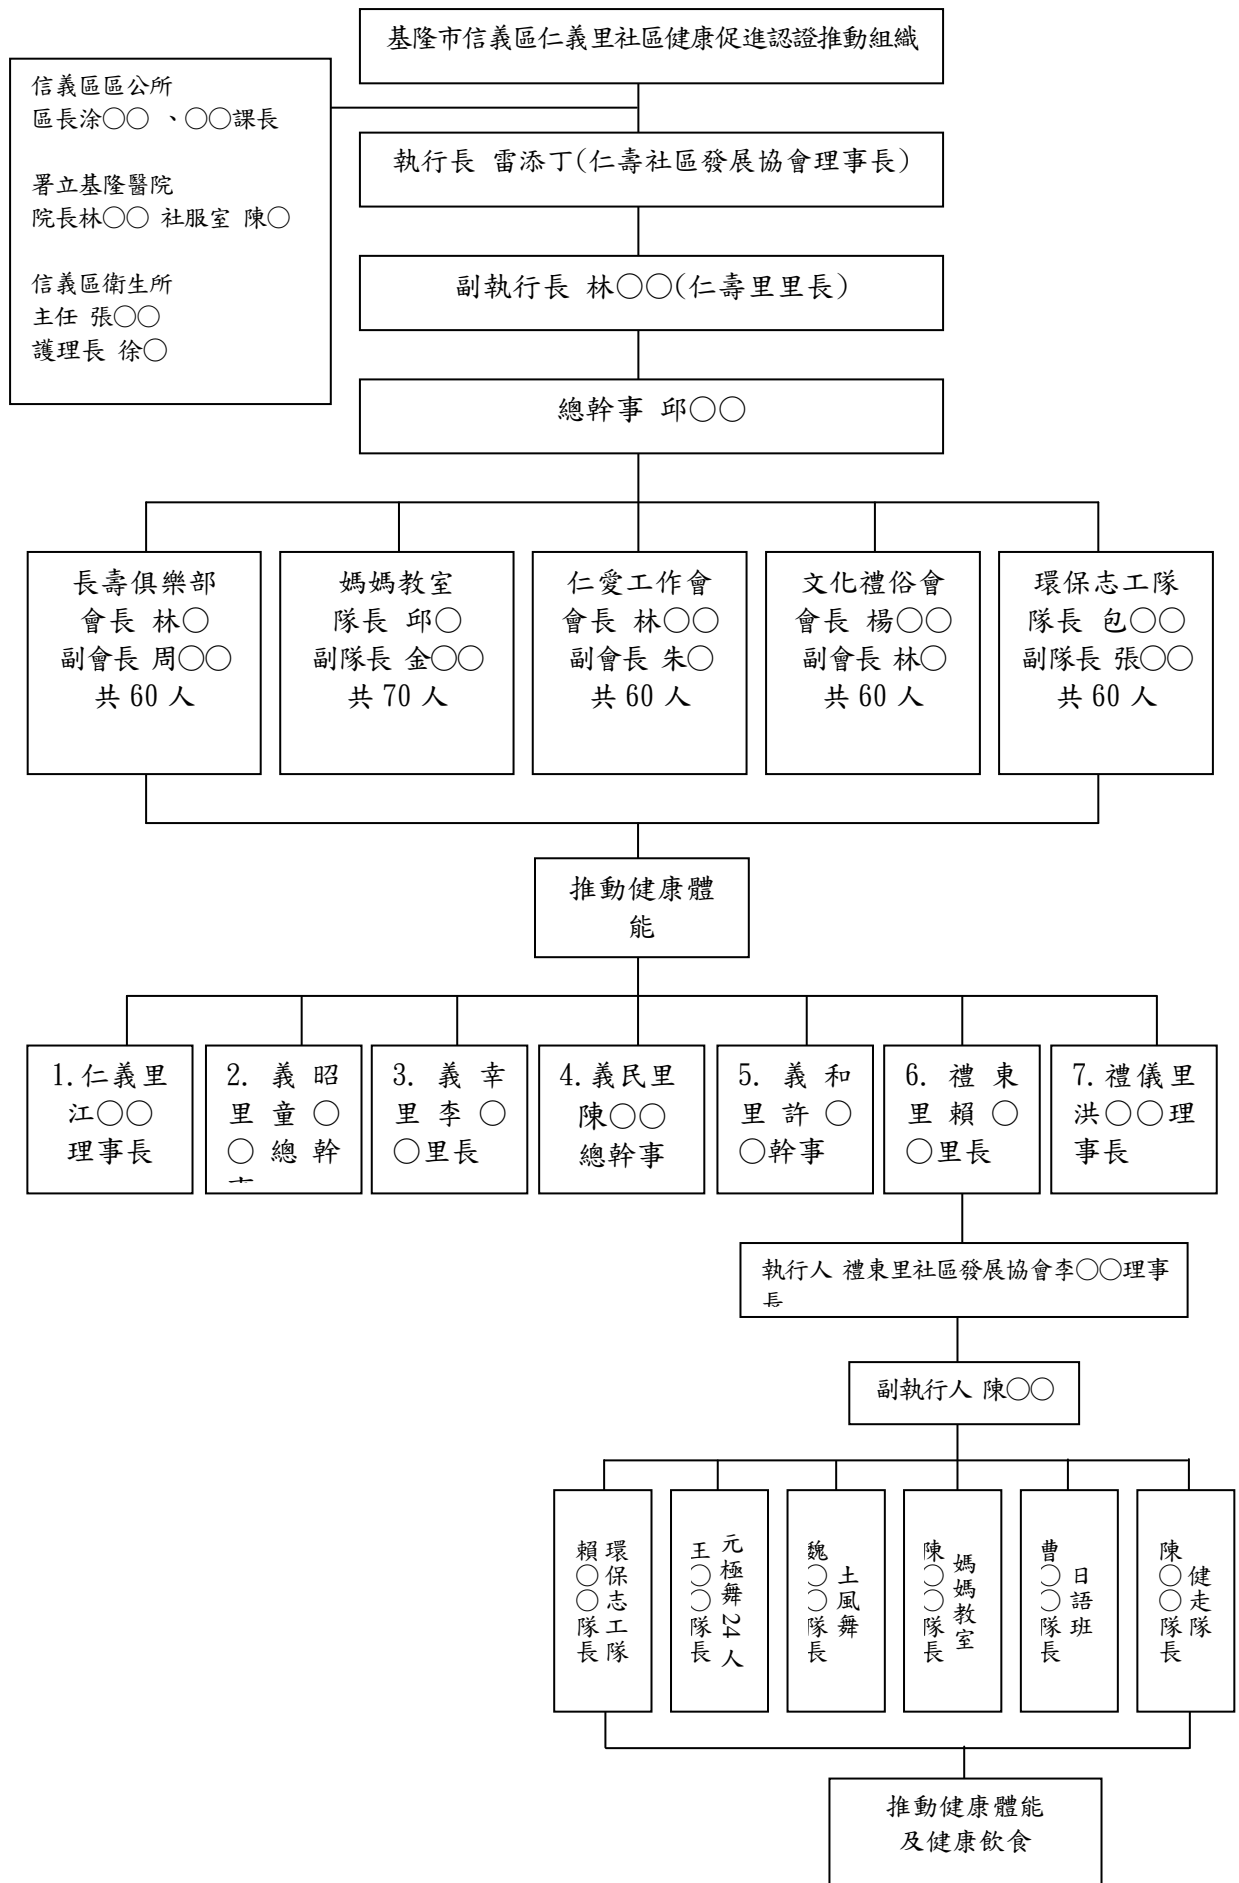 基隆市信義區仁義里社區健康促進認證推動組織
信義區區公所
區長涂○○ 、○○課長
署立基隆醫院
院長林○○ 社服室 陳○
信義區衛生所
主任 張○○
護理長 徐○
執行長 雷添丁(仁壽社區發展協會理事長)
副執行長 林○○(仁壽里里長)
總幹事 邱○○
長壽俱樂部
會長 林○
副會長 周○○
共 60 人
媽媽教室
隊長 邱○
副隊長 金○○
共 70 人
仁愛工作會
會長 林○○
副會長 朱○
共 60 人
文化禮俗會
會長 楊○○
副會長 林○
共 60 人
環保志工隊
隊長 包○○
副隊長 張○○
共 60 人
推動健康體
能
1.仁義里
江○○
理事長
2. 義昭
里童○
○總幹
3. 義幸
里李○
○里長
4.義民里
陳○○
總幹事
5. 義和
里許○
○幹事
6. 禮東
里賴○
○里長
7.禮儀里
洪○○理
事長
執行人 禮東里社區發展協會李○○理事
長
副執行人 陳○○
環保志工隊
賴○○隊長
元極舞 24 人
王○○隊長
土風舞
魏○○隊長
媽媽教室
陳○○隊長
日語班
曹○○隊長
健走隊
陳○○隊長
推動健康體能
及健康飲食